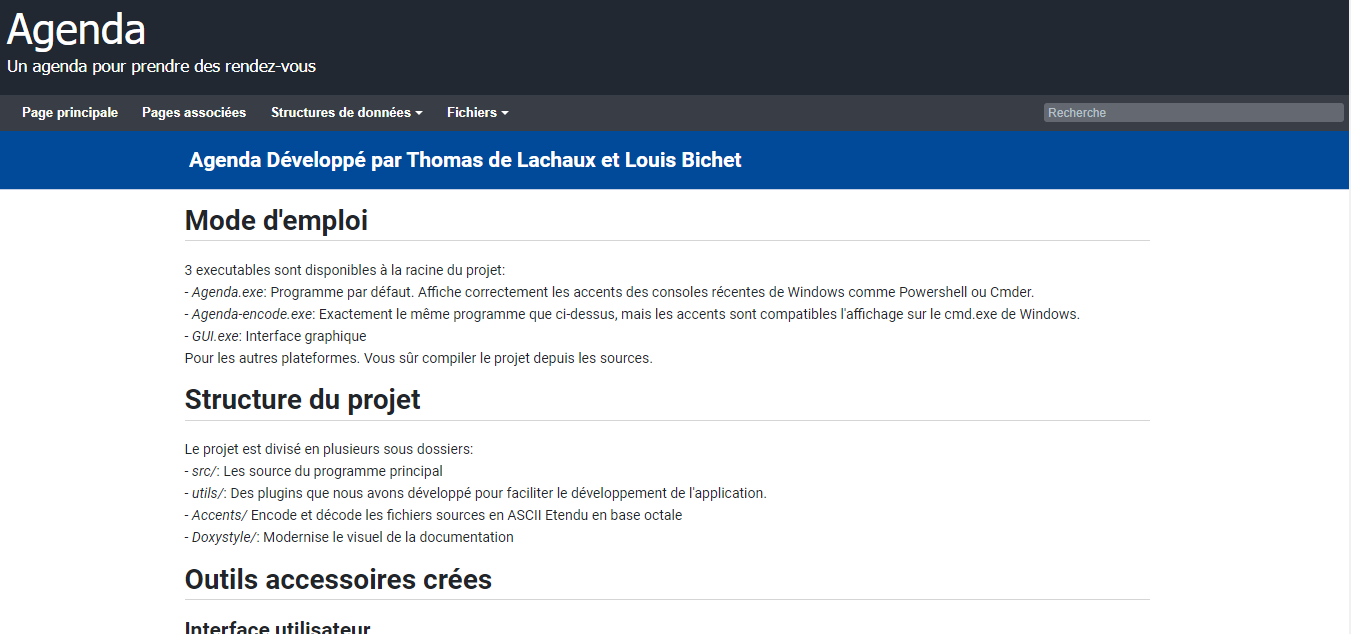 Agenda
Un agenda pour prendre des rendez-vous
Page principale Pages associées Structures de données Fichiers Recherche
Agenda Développé par Thomas de Lachaux et Louis Bichet
Mode d'emploi
3 executables sont disponibles à la racine du projet:
- Agenda.exe: Programme par défaut. Affiche correctement les accents des consoles récentes de Windows comme Powershell ou Cmder.
- Agenda-encode.exe: Exactement le même programme que ci-dessus, mais les accents sont compatibles l'affichage sur le cmd.exe de Windows.
- GUI.exe: Interface graphique
Pour les autres plateformes. Vous sûr compiler le projet depuis les sources.
Structure du projet
Le projet est divisé en plusieurs sous dossiers:
- src/: Les source du programme principal
- utils/: Des plugins que nous avons développé pour faciliter le développement de l'application.
- Accents/ Encode et décode les fichiers sources en ASCII Etendu en base octale
- Doxystyle/: Modernise le visuel de la documentation
Outils accessoires crées
Interface utilisateur